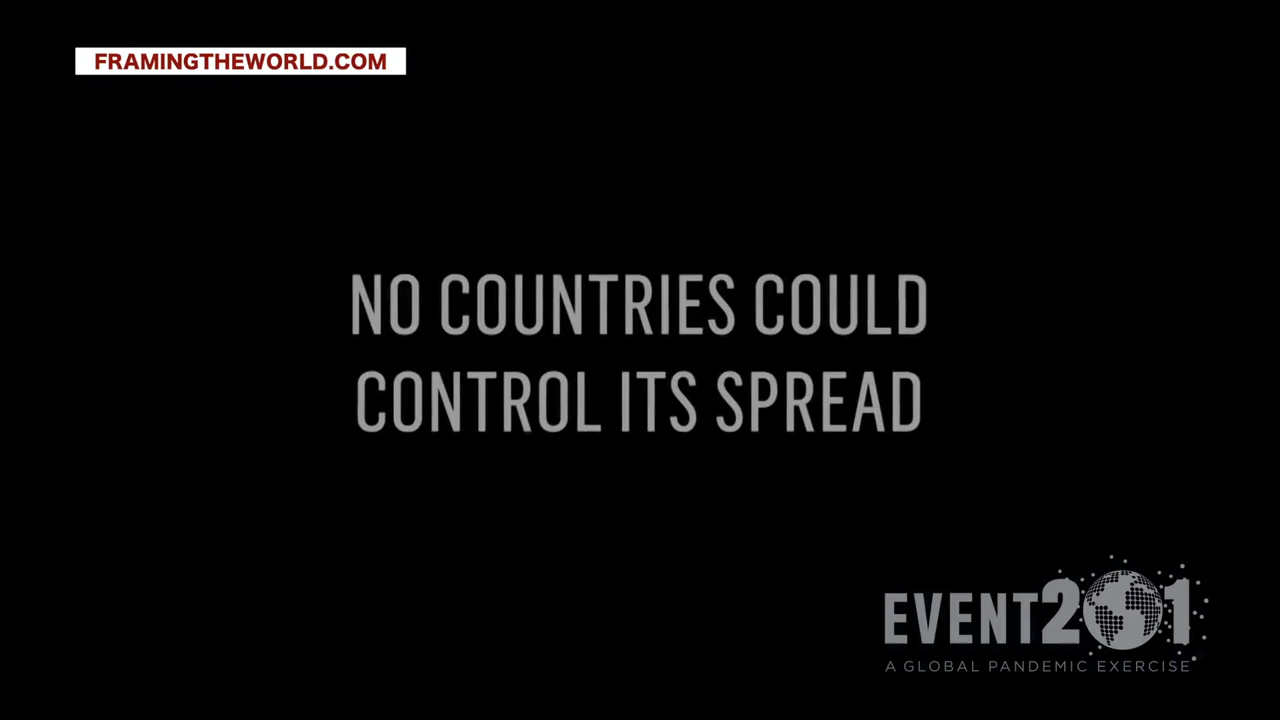 FRAMINGTHEWORLD.COM
NO COUNTRIES COULD
CONTROL ITS SPREAD
EVENT201
A GLOBAL PANDEMIC EXERCISE